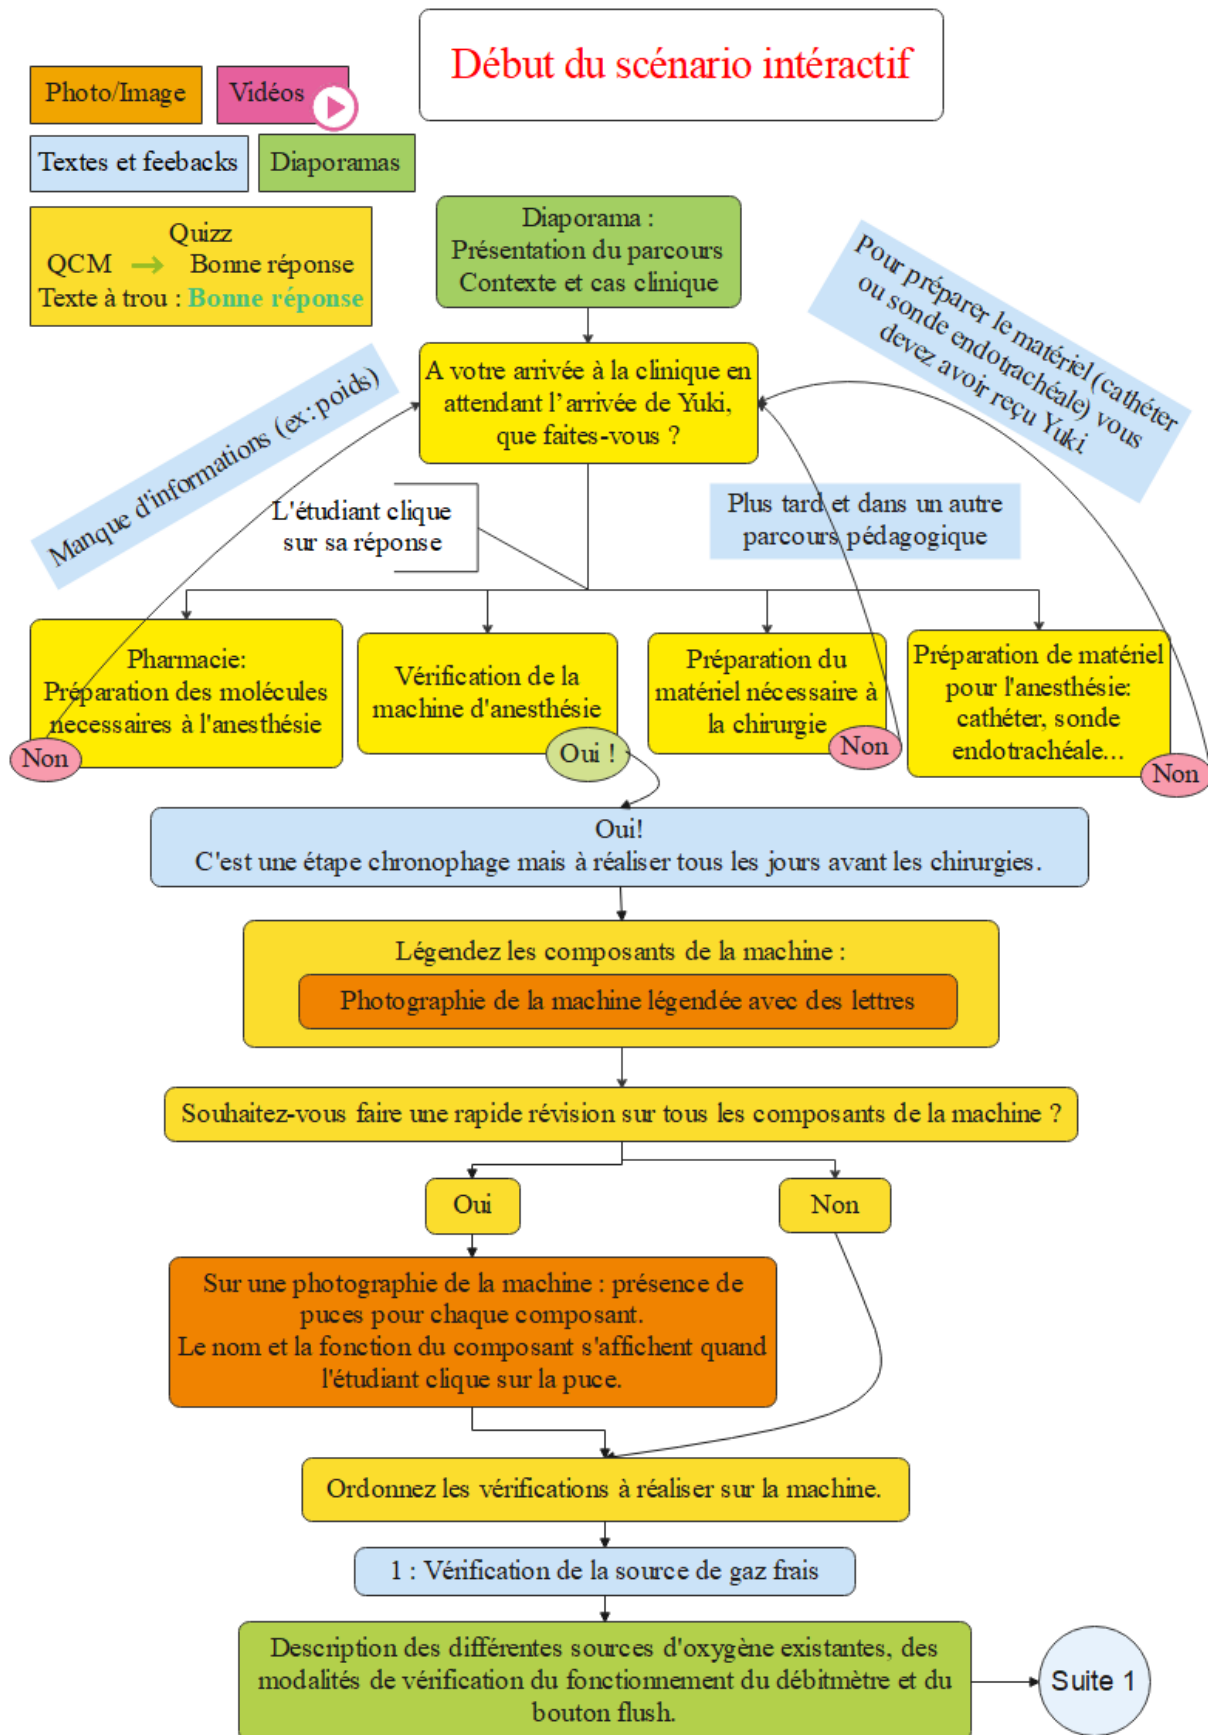 Début du scénario intéractif
Photo/Image
Vidéos
Textes et feebacks
Diaporamas
Quizz
QCM → Bonne réponse
Texte à trou : Bonne réponse
Diaporama :
Présentation du parcours
Contexte et cas clinique
Pour préparer le matériel (cathéter
ou sonde endotrachéale) vous
devez avoir reçu Yuki
A votre arrivée à la clinique en
attendant l'arrivée de Yuki,
que faites-vous ?
Manque d'informations (ex: poids)
L'étudiant clique
sur sa réponse
Plus tard et dans un autre
parcours pédagogique
Pharmacie:
Préparation des molécules
necessaires à l'anesthésie
Non
Vérification de la
machine d'anesthésie
Oui !
Préparation du
matériel nécessaire à
la chirurgie
Non
Préparation de matériel
pour l'anesthésie:
cathéter, sonde
endotrachéale...
Non
Oui!
C'est une étape chronophage mais à réaliser tous les jours avant les chirurgies.
Légendez les composants de la machine :
Photographie de la machine légendée avec des lettres
Souhaitez-vous faire une rapide révision sur tous les composants de la machine ?
Oui
Non
Sur une photographie de la machine : présence de
puces pour chaque composant.
Le nom et la fonction du composant s'affichent quand
l'étudiant clique sur la puce.
Ordonnez les vérifications à réaliser sur la machine.
1 : Vérification de la source de gaz frais
Description des différentes sources d'oxygène existantes, des
modalités de vérification du fonctionnement du débitmètre et du
bouton flush.
Suite 1